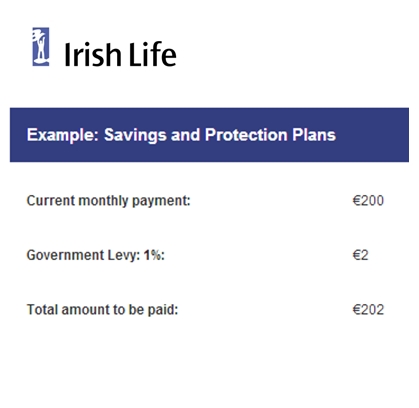 Irish Life
Example: Savings and Protection Plans
Current monthly payment: €200
Government Levy: 1%: €2
Total amount to be paid: €202